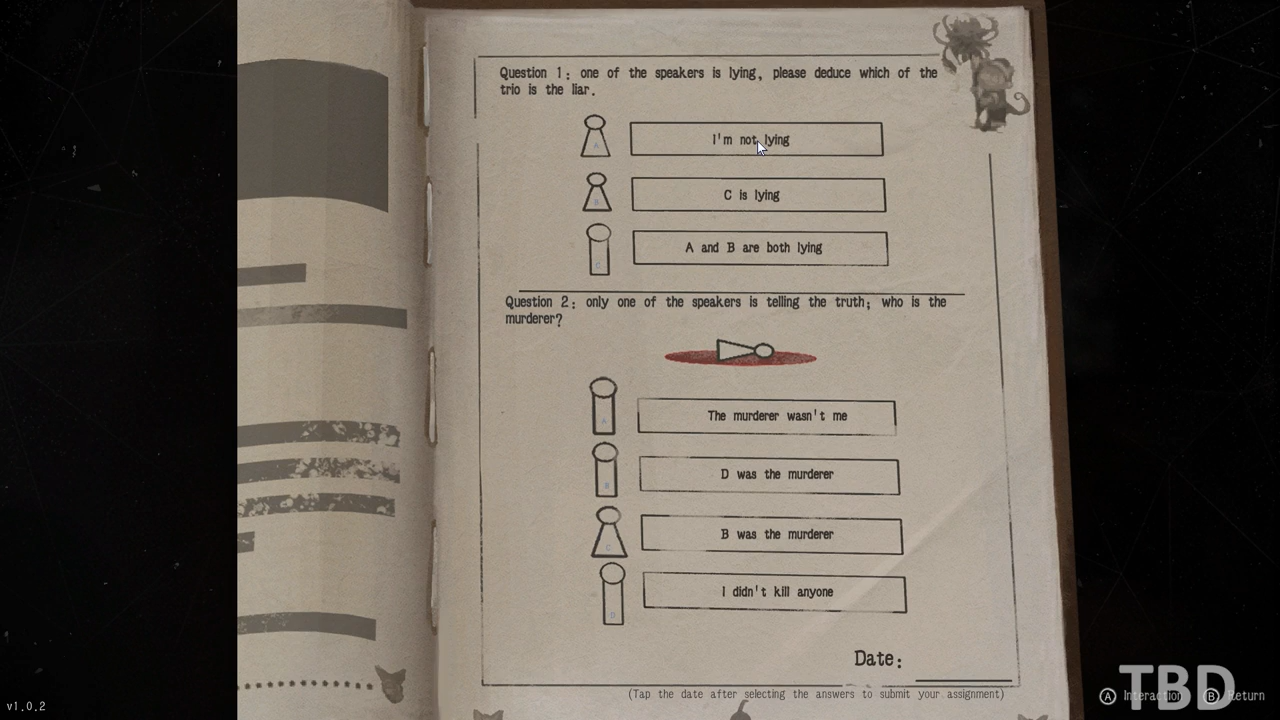 Question 1: one of the speakers is lying, please deduce which of the
trio is the liar.
A
I'm not lying
B
C is lying
C
A and B are both lying
Question 2: only one of the speakers is telling the truth; who is the
murderer?
A
The murderer wasn't me
B
D was the murderer
C
B was the murderer
D
I didn't kill anyone
Date:
(Tap the date after selecting the answers to submit your assignment)
v1.0.2
A Interaction B Return
TBD